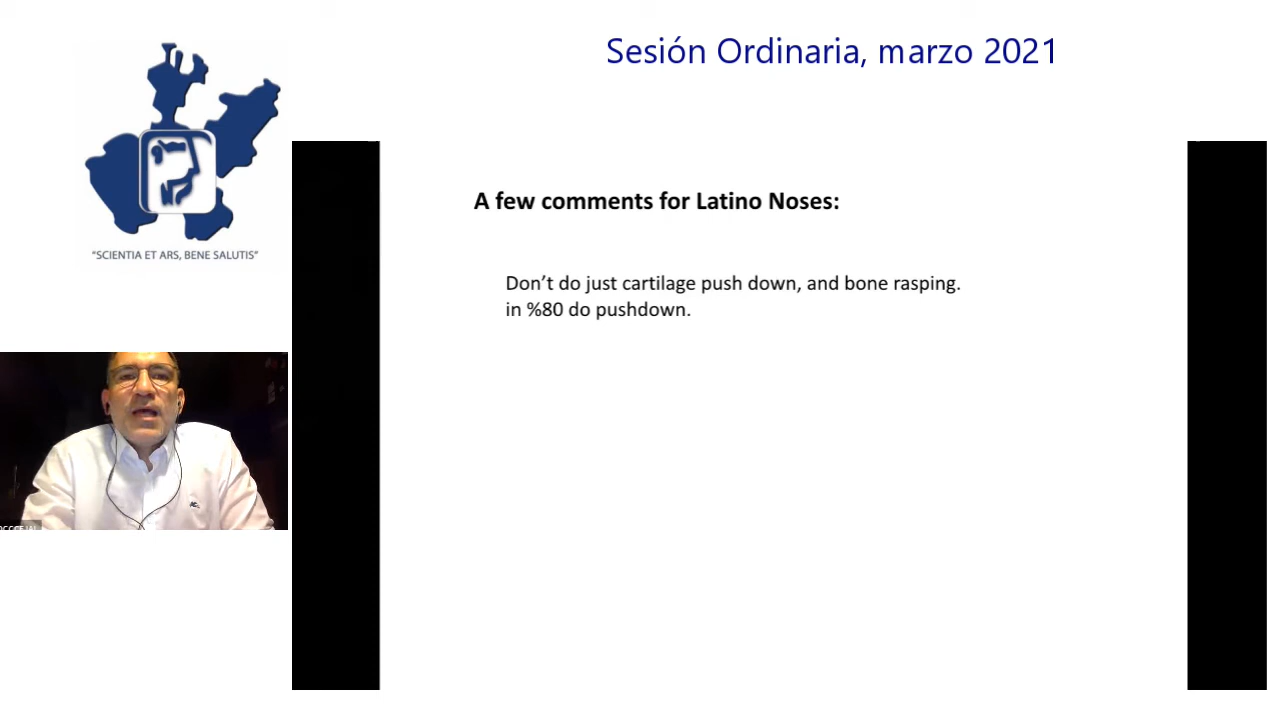 Sesión Ordinaria, marzo 2021
"SCIENTIA ET ARS, BENE SALUTIS"
A few comments for Latino Noses:
Don't do just cartilage push down, and bone rasping.
in %80 do pushdown.